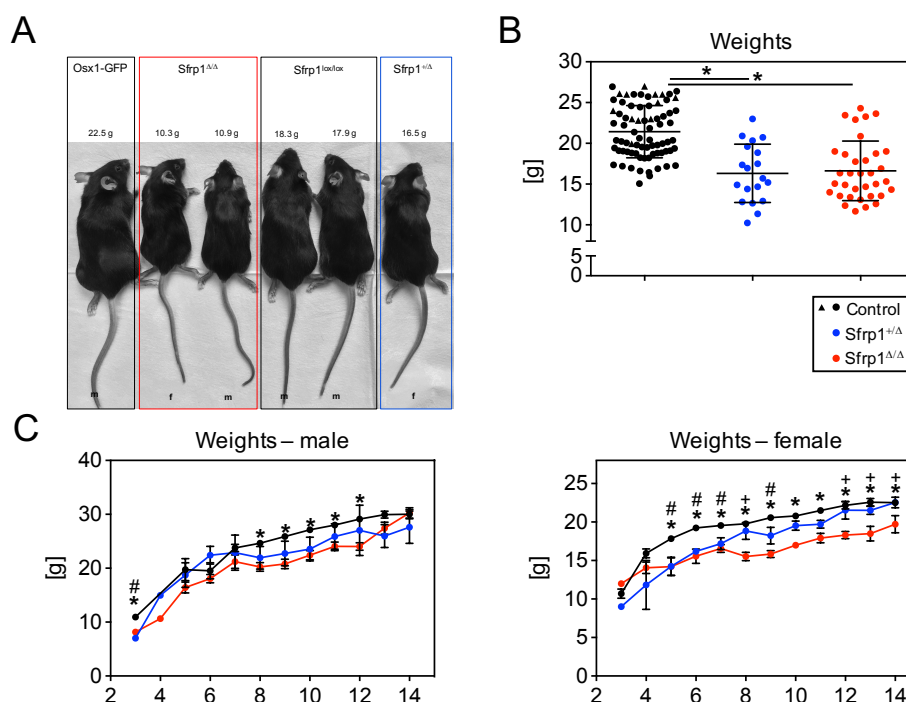 A
Osx1-GFP
Sfrp1Δ/Δ
Sfrp1lox/lox
Sfrp1+/Δ
22.5 g
10.3 g
10.9 g
18.3 g
17.9 g
16.5 g
m
f
m
m
m
f
B
Weights
*
*
30
25
20
15
10
5
0
[g]
Control
Sfrp1+/Δ
Sfrp1Δ/Δ
C
Weights – male
40
30
20
10
0
[g]
#
*
* * * * *
2 4 6 8 10 12 14
Weights – female
25
20
15
10
5
0
[g]
# # # + # + + +
* * * * * * * * * *
2 4 6 8 10 12 14